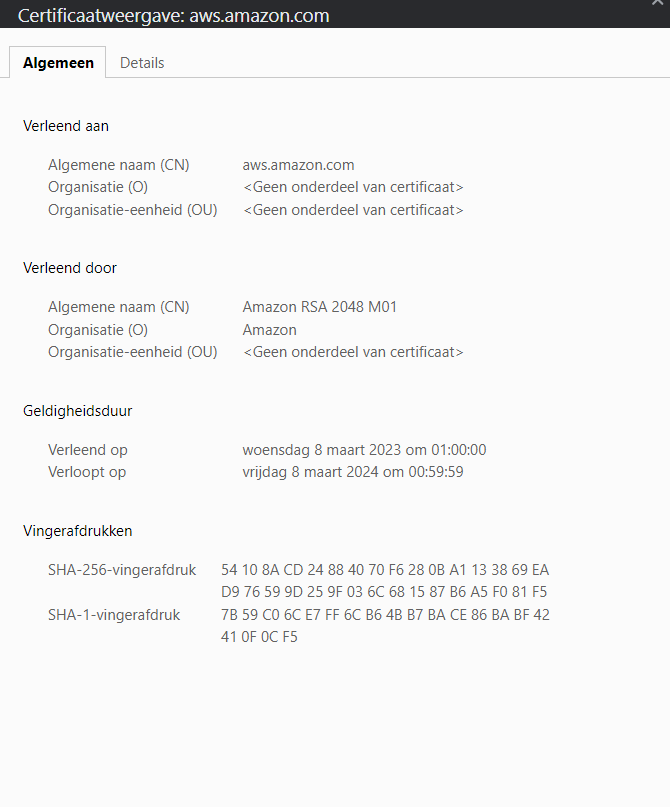 Certificaatweergave: aws.amazon.com
Algemeen Details
Verleend aan
Algemene naam (CN) aws.amazon.com
Organisatie (O) <Geen onderdeel van certificaat>
Organisatie-eenheid (OU) <Geen onderdeel van certificaat>
Verleend door
Algemene naam (CN) Amazon RSA 2048 M01
Organisatie (O) Amazon
Organisatie-eenheid (OU) <Geen onderdeel van certificaat>
Geldigheidsduur
Verleend op woensdag 8 maart 2023 om 01:00:00
Verloopt op vrijdag 8 maart 2024 om 00:59:59
Vingerafdrukken
SHA-256-vingerafdruk 54 10 8A CD 24 88 40 70 F6 28 0B A1 13 38 69 EA
D9 76 59 9D 25 9F 03 6C 68 15 87 B6 A5 F0 81 F5
SHA-1-vingerafdruk 7B 59 C0 6C E7 FF 6C B6 4B B7 BA CE 86 BA BF 42
41 0F 0C F5